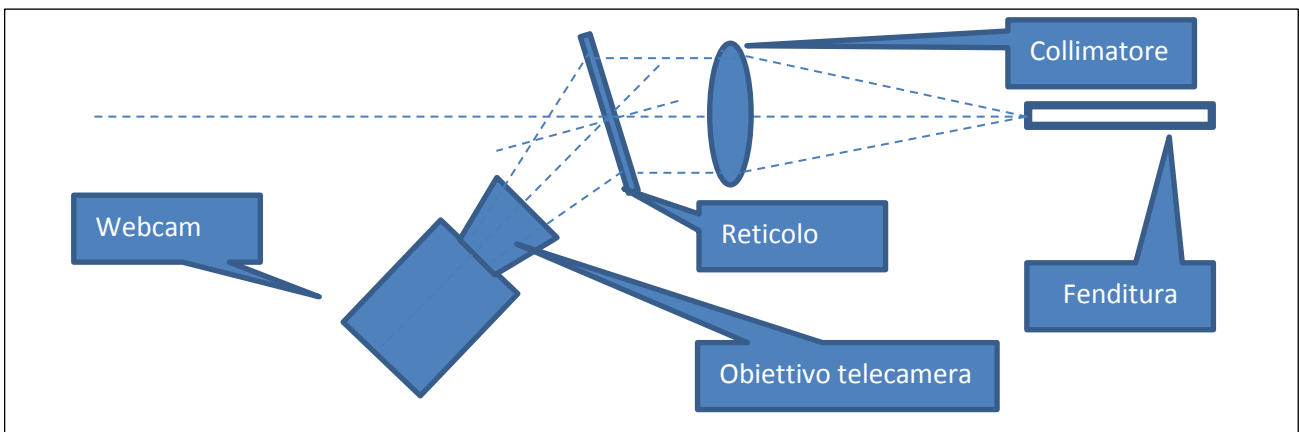 Collimatore
Webcam
Reticolo
Fenditura
Obiettivo telecamera